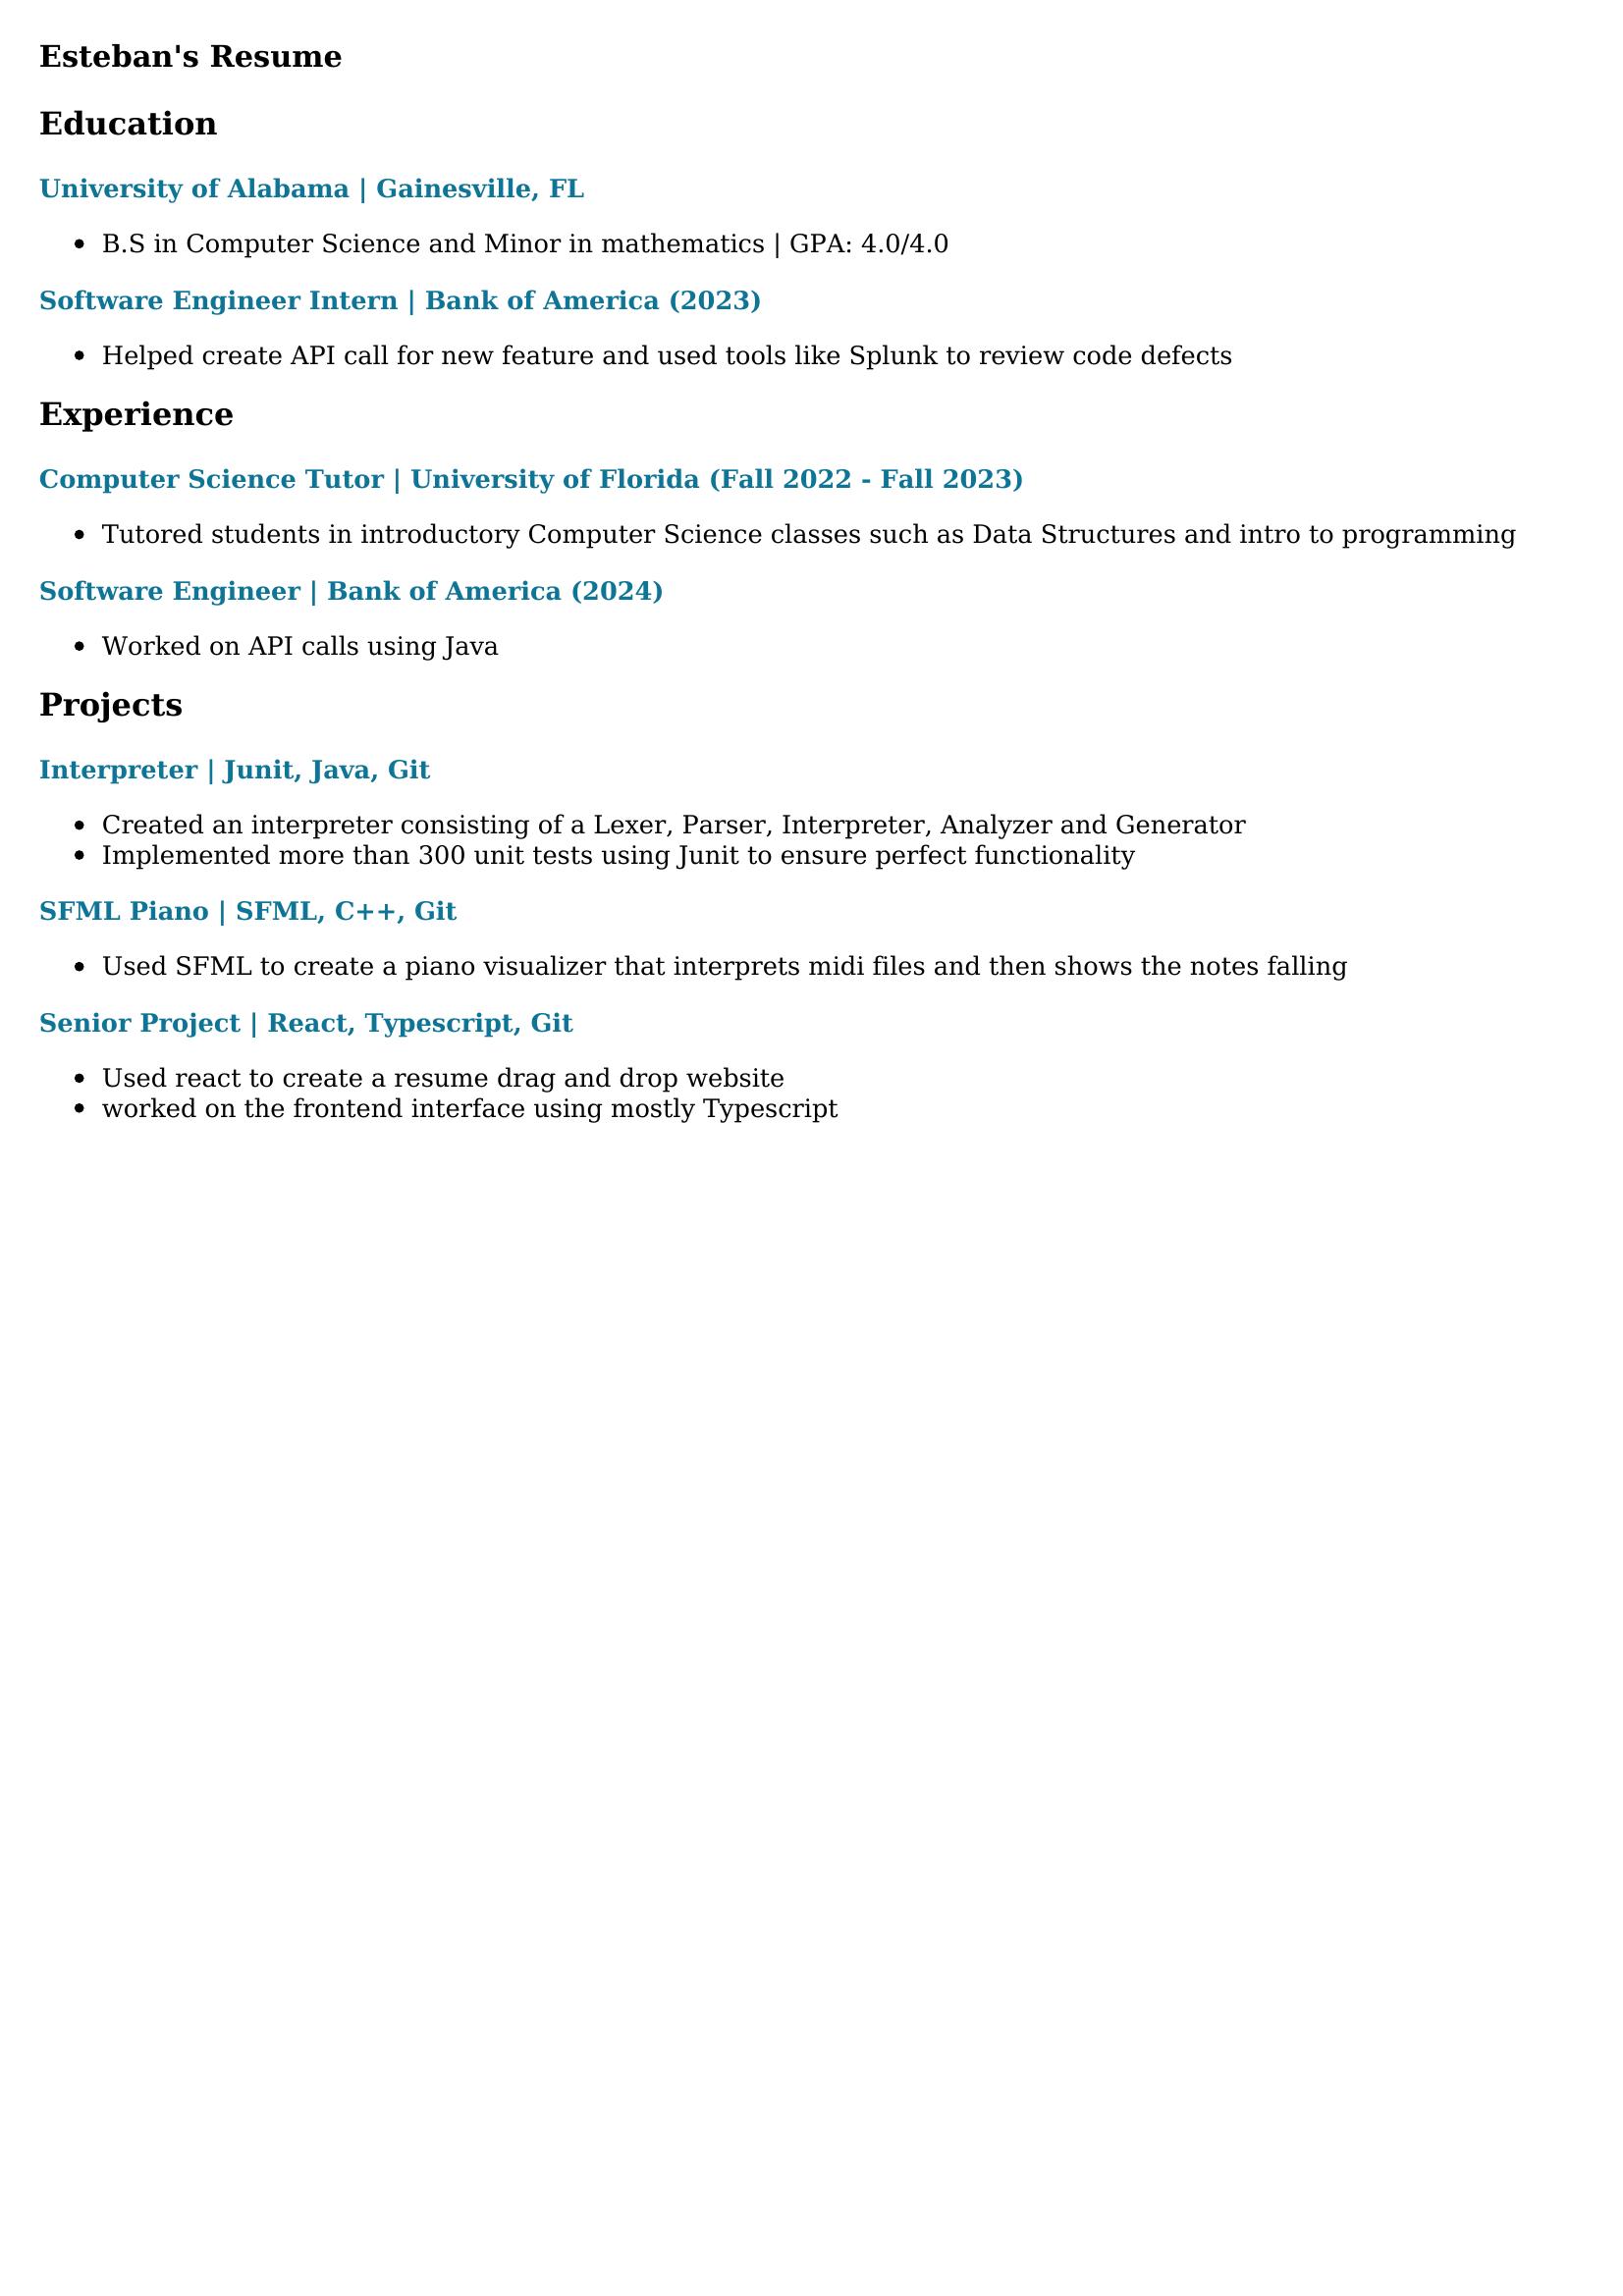 Esteban's Resume
Education
University of Alabama | Gainesville, FL
• B.S in Computer Science and Minor in mathematics | GPA: 4.0/4.0
Software Engineer Intern | Bank of America (2023)
• Helped create API call for new feature and used tools like Splunk to review code defects
Experience
Computer Science Tutor | University of Florida (Fall 2022 - Fall 2023)
• Tutored students in introductory Computer Science classes such as Data Structures and intro to programming
Software Engineer | Bank of America (2024)
• Worked on API calls using Java
Projects
Interpreter | Junit, Java, Git
• Created an interpreter consisting of a Lexer, Parser, Interpreter, Analyzer and Generator
• Implemented more than 300 unit tests using Junit to ensure perfect functionality
SFML Piano | SFML, C++, Git
• Used SFML to create a piano visualizer that interprets midi files and then shows the notes falling
Senior Project | React, Typescript, Git
• Used react to create a resume drag and drop website
• worked on the frontend interface using mostly Typescript